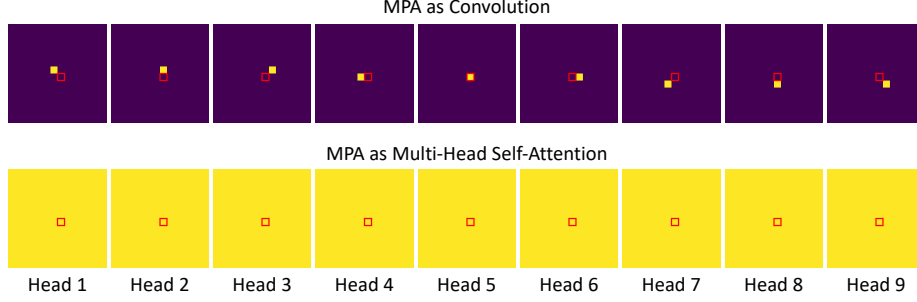 MPA as Convolution
MPA as Multi-Head Self-Attention
Head 1 Head 2 Head 3 Head 4 Head 5 Head 6 Head 7 Head 8 Head 9